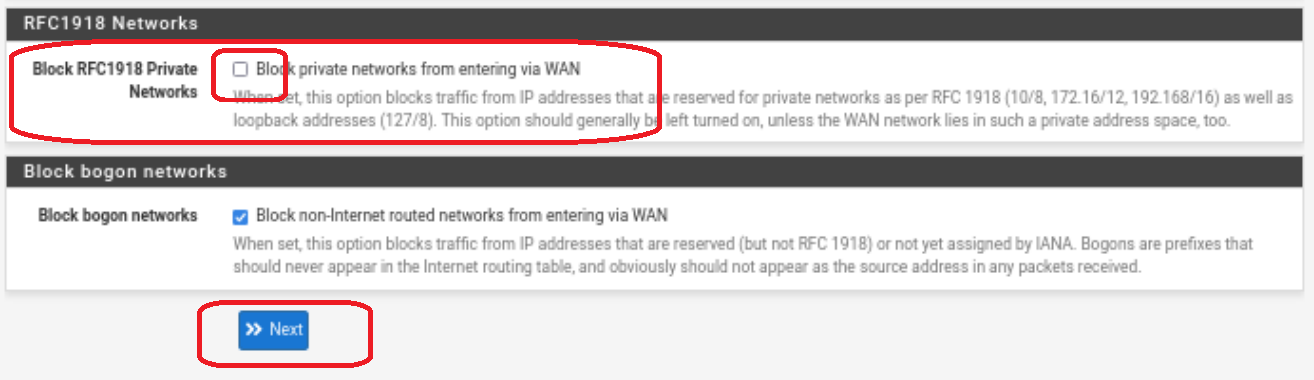 RFC1918 Networks
Block RFC1918 Private Networks
Block private networks from entering via WAN
When set, this option blocks traffic from IP addresses that are reserved for private networks as per RFC 1918 (10/8, 172.16/12, 192.168/16) as well as
loopback addresses (127/8). This option should generally be left turned on, unless the WAN network lies in such a private address space, too.
Block bogon networks
Block bogon networks
Block non-Internet routed networks from entering via WAN
When set, this option blocks traffic from IP addresses that are reserved (but not RFC 1918) or not yet assigned by IANA. Bogons are prefixes that
should never appear in the Internet routing table, and obviously should not appear as the source address in any packets received.
Next